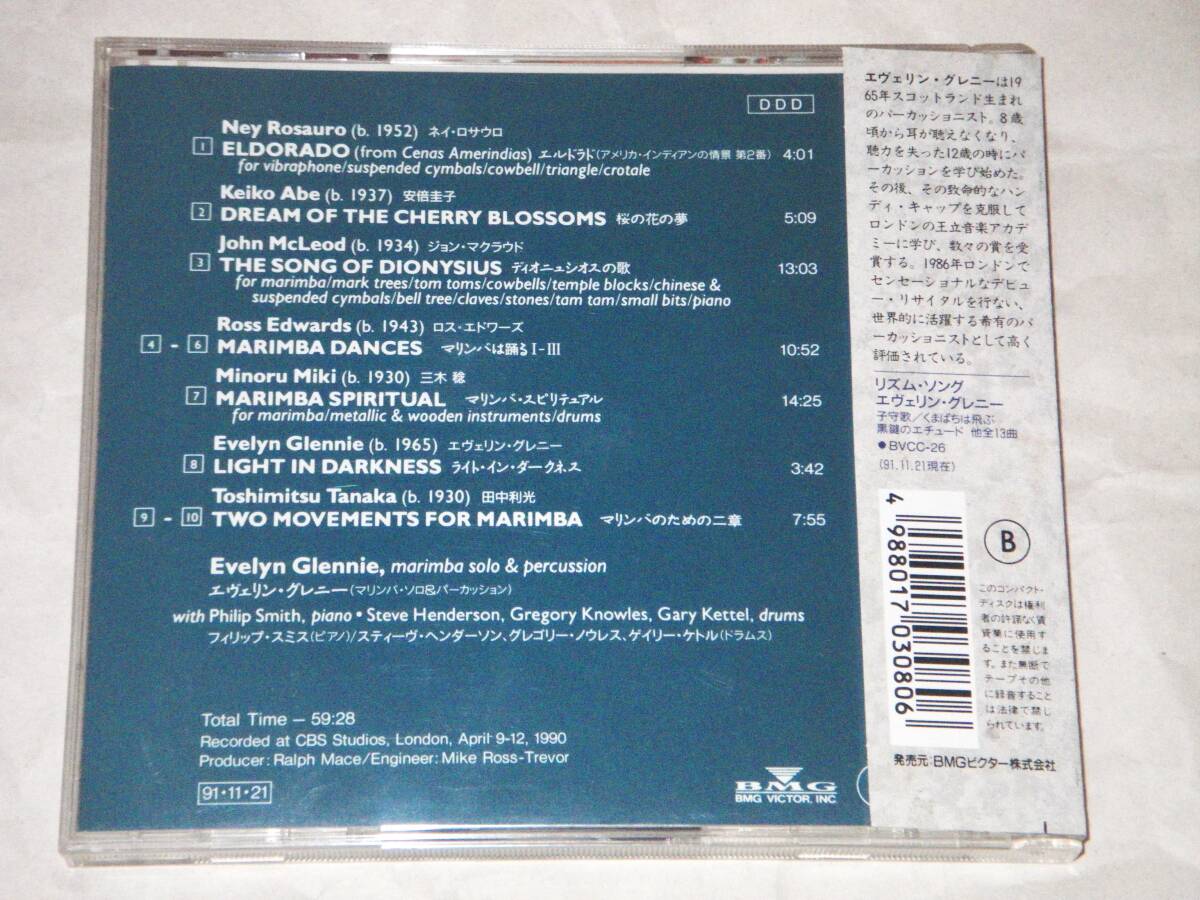 DDD
Ney Rosauro (b. 1952) ネイ・ロサウロ
1 ELDORADO (from Cenas Amerindias) エルドラド(アメリカ・インディアンの情景 第2番) 4:01
for vibraphone/suspended cymbals/cowbell/triangle/crotale
Keiko Abe (b. 1937) 安倍圭子
2 DREAM OF THE CHERRY BLOSSOMS 桜の花の夢 5:09
John McLeod (b. 1934) ジョン・マクラウド
3 THE SONG OF DIONYSIUS ディオニュシオスの歌 13:03
for marimba/mark trees/tom toms/cowbells/temple blocks/chinese &
suspended cymbals/bell tree/claves/stones/tam tam/small bits/piano
Ross Edwards (b. 1943) ロス・エドワーズ
4 - 6 MARIMBA DANCES マリンバは踊るI-III 10:52
Minoru Miki (b. 1930) 三木 稔
7 MARIMBA SPIRITUAL マリンバ・スピリテュアル 14:25
for marimba/metallic & wooden instruments/drums
Evelyn Glennie (b. 1965) エヴェリン・グレニー
8 LIGHT IN DARKNESS ライト・イン・ダークネス 3:42
Toshimitsu Tanaka (b. 1930) 田中利光
9 - 10 TWO MOVEMENTS FOR MARIMBA マリンバのための二章 7:55
Evelyn Glennie, marimba solo & percussion
エヴェリン・グレニー(マリンバ・ソロ&パーカッション)
with Philip Smith, piano • Steve Henderson, Gregory Knowles, Gary Kettel, drums
フィリップ・スミス(ピアノ)/スティーヴ・ヘンダーソン、グレゴリー・ノウレス、ゲイリー・ケトル(ドラムス)
Total Time – 59:28
Recorded at CBS Studios, London, April 9-12, 1990
Producer: Ralph Mace/Engineer: Mike Ross-Trevor
91・11・21
BMG
BMG VICTOR, INC.
エヴェリン・グレニーは19
65年スコットランド生まれ
のパーカッショニスト。8歳
頃から耳が聴えなくなり、
聴力を失った12歳の時にパ
ーカッションを学び始めた。
その後、その致命的なハン
ディ・キャップを克服して
ロンドンの王立音楽アカデ
ミーに学び、数々の賞を受
賞する。1986年ロンドンで
センセーショナルなデビュ
ー・リサイタルを行ない、
世界的に活躍する希有のパ
ーカッショニストとして高く
評価されている。
リズム・ソング
エヴェリン・グレニー
子守歌/くまばちは飛ぶ
黒鍵のエチュード 他全13曲
●BVCC-26
(91.11.21現在)
4 988017 030806
B
このコンパクト・
ディスクは権利
者の許諾なく賃
貸業に使用す
ることを禁じま
す。また無断で
テープその他
に録音すること
は法律で禁じ
られています。
発売元:BMGビクター株式会社